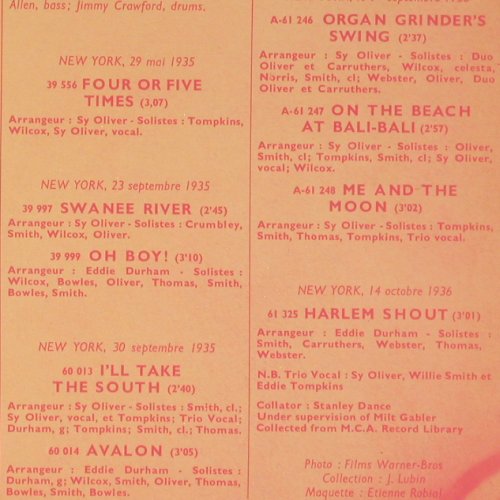 Allen, bass; Jimmy Crawford, drums.
NEW YORK, 29 mai 1935
39 556 FOUR OR FIVE
TIMES (3,07)
Arrangeur : Sy Oliver - Solistes : Tompkins,
Wilcox, Sy Oliver, vocal.
NEW YORK, 23 septembre 1935
39 997 SWANEE RIVER (2'45)
Arrangeur : Sy Oliver - Solistes : Crumbley,
Smith, Wilcox, Oliver.
39 999 OH BOY! (3'10)
Arrangeur : Eddie Durham - Solistes :
Wilcox, Bowles, Oliver, Thomas, Smith,
Bowles, Smith.
NEW YORK, 30 septembre 1935
60 013 I'LL TAKE
THE SOUTH (2'40)
Arrangeur : Sy Oliver - Solistes : Smth, cl.;
Sy Oliver, vocal, et Tompkins; Trio Vocal;
Durham, g; Tompkins; Smith, cl.; Thomas.
60 014 AVALON (3'05)
Arrangeur : Eddie Durham - Solistes :
Durham, g; Wilcox, Smith, Oliver, Thomas,
Bowles, Smith, Bowles.
A-61 246 ORGAN GRINDER'S
SWING (2'37)
Arrangeur : Sy Oliver - Solistes : Duo
Oliver et Carruthers, Wilcox, celesta,
Norris, Smith, cl; Webster, Oliver, Duo
Oliver et Carruthers.
A-61 247 ON THE BEACH
AT BALI-BALI (2'57)
Arrangeur : Sy Oliver - Solistes : Oliver,
Smith, cl; Tompkins, Smith, cl; Sy Oliver,
vocal; Wilcox.
A-61 248 ME AND THE
MOON (3'02)
Arrangeur : Sy Oliver - Solistes : Tompkins,
Smith, Thomas, Tompkins, Trio vocal.
NEW YORK, 14 octobre 1936
61 325 HARLEM SHOUT (3'01)
Arrangeur : Eddie Durham - Solistes :
Smith, Carruthers, Webster, Thomas,
Webster.
N.B. Trio Vocal : Sy Oliver, Willie Smith et
Eddie Tompkins
Collator : Stanley Dance
Under supervision of Milt Gabler
Collected from M.C.A. Record Library
Photo : Films Warner-Bros
Collection : J. Lubin
Maquette : Etienne Robial